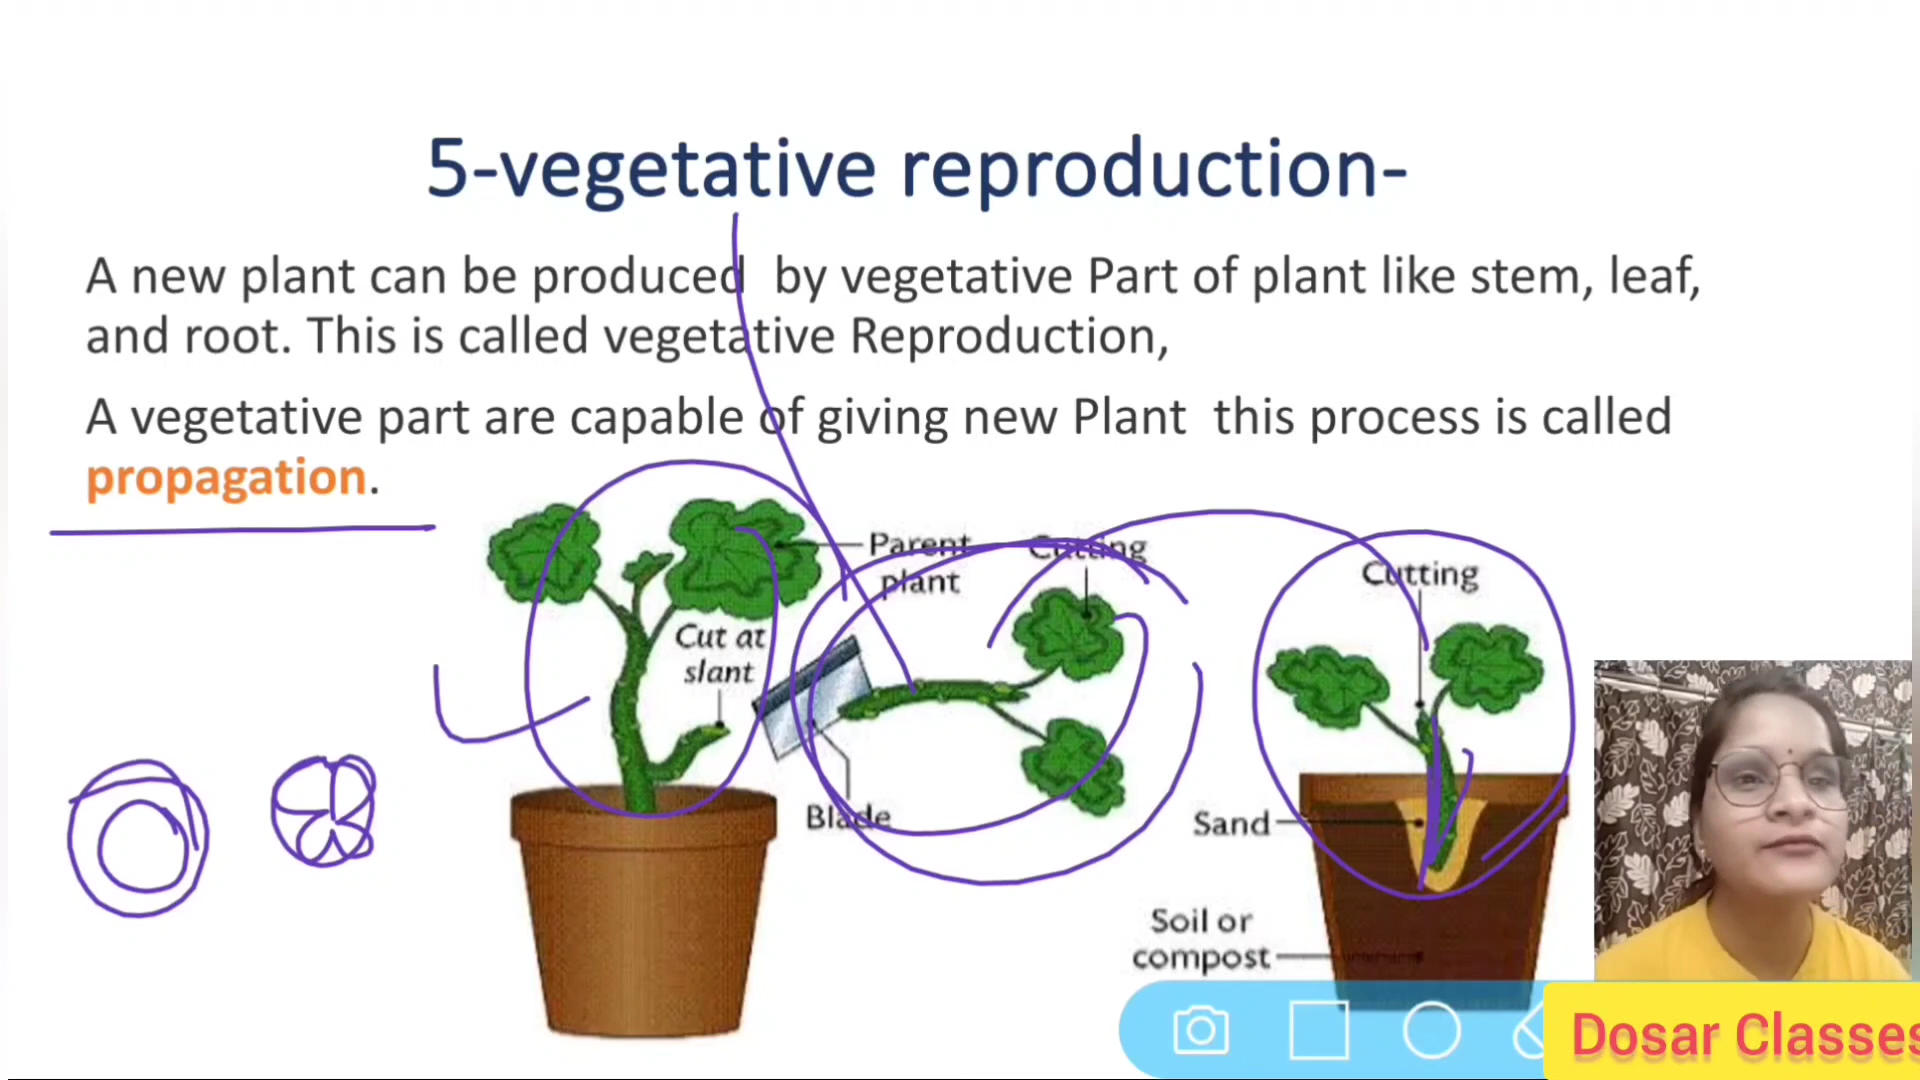 5-vegetative reproduction-
A new plant can be produced by vegetative Part of plant like stem, leaf,
and root. This is called vegetative Reproduction,
A vegetative part are capable of giving new Plant this process is called
propagation.
Parent
plant
Cutting
Cutting
Cut at
slant
Blade
Sand
Soil or
compost
Dosar Classes